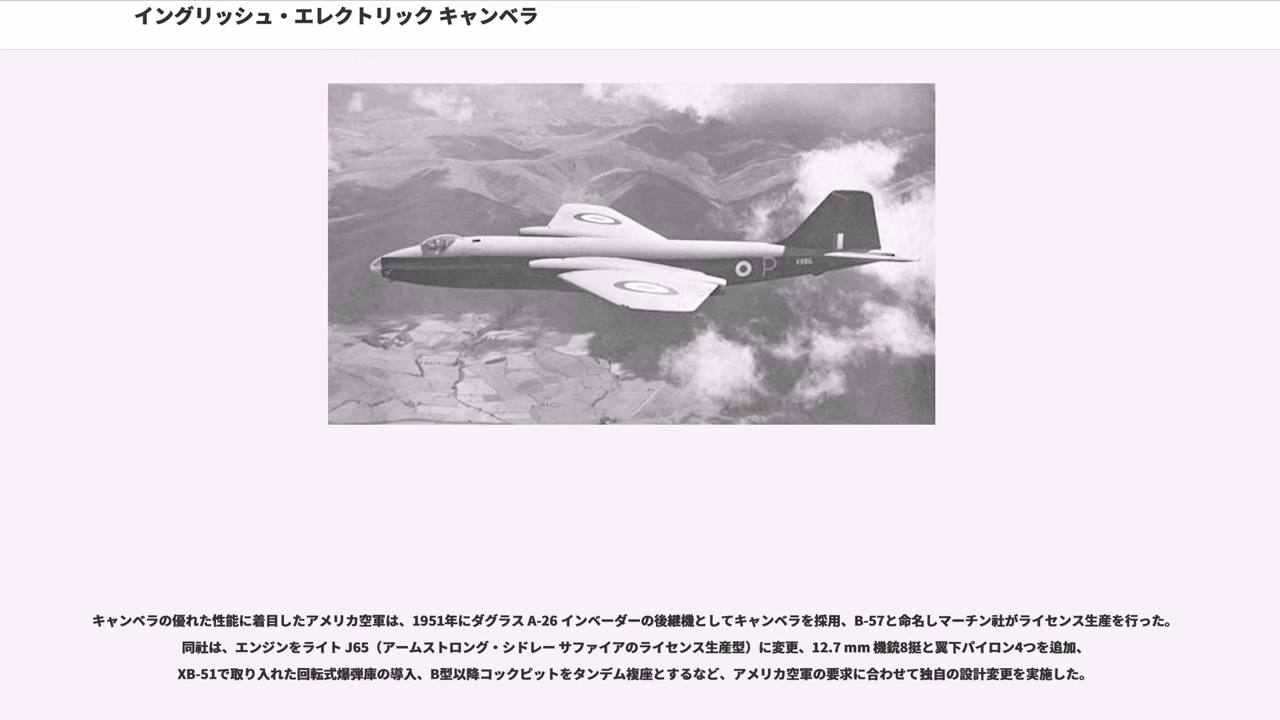 イングリッシュ・エレクトリック キャンベラ
P
キャンベラの優れた性能に着目したアメリカ空軍は、1951年にダグラス A-26 インベーダーの後継機としてキャンベラを採用、B-57と命名しマーチン社がライセンス生産を行った。
同社は、エンジンをライト J65（アームストロング・シドレー サファイアのライセンス生産型）に変更、12.7 mm 機銃8挺と翼下パイロン4つを追加、
XB-51で取り入れた回転式爆弾庫の導入、B型以降コックピットをタンデム複座とするなど、アメリカ空軍の要求に合わせて独自の設計変更を実施した。